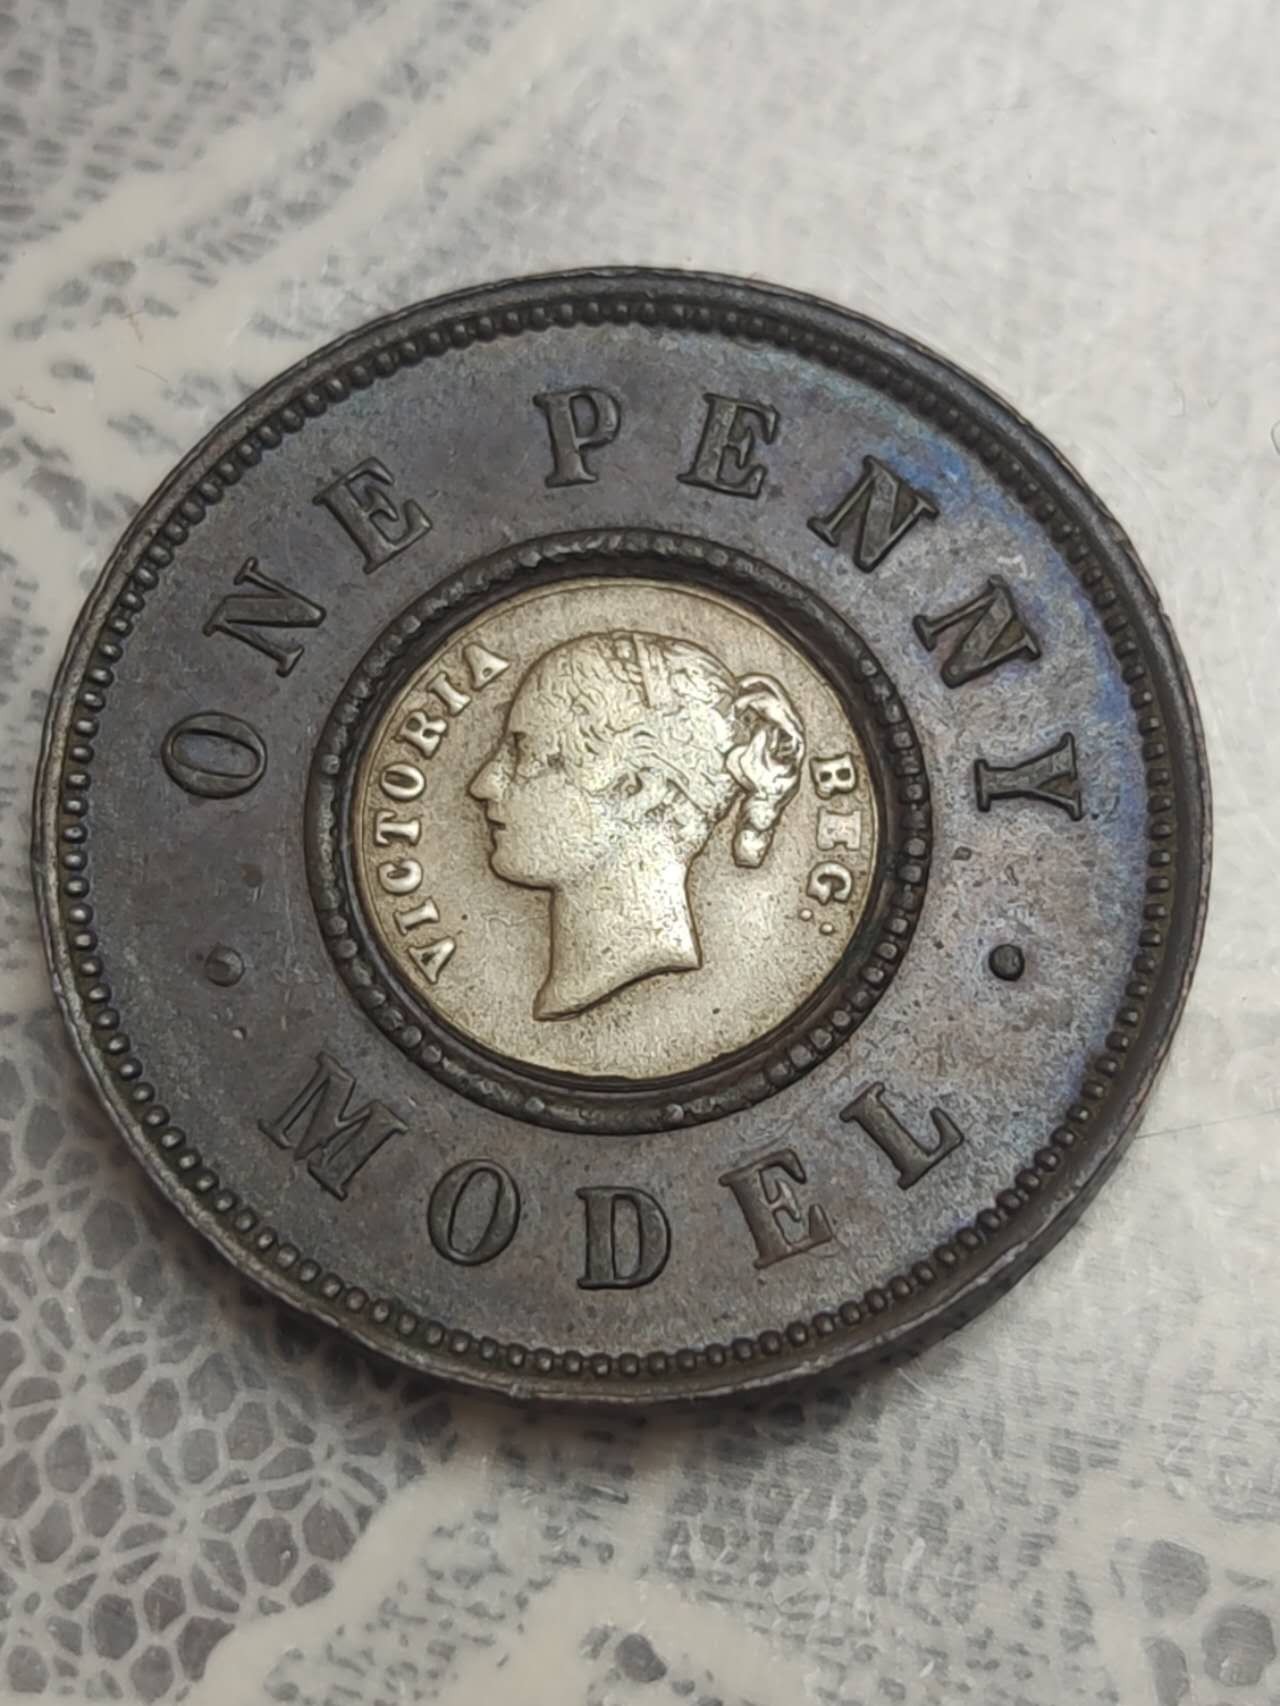 ONE PENNY
· MODEL ·
VICTORIA REG: